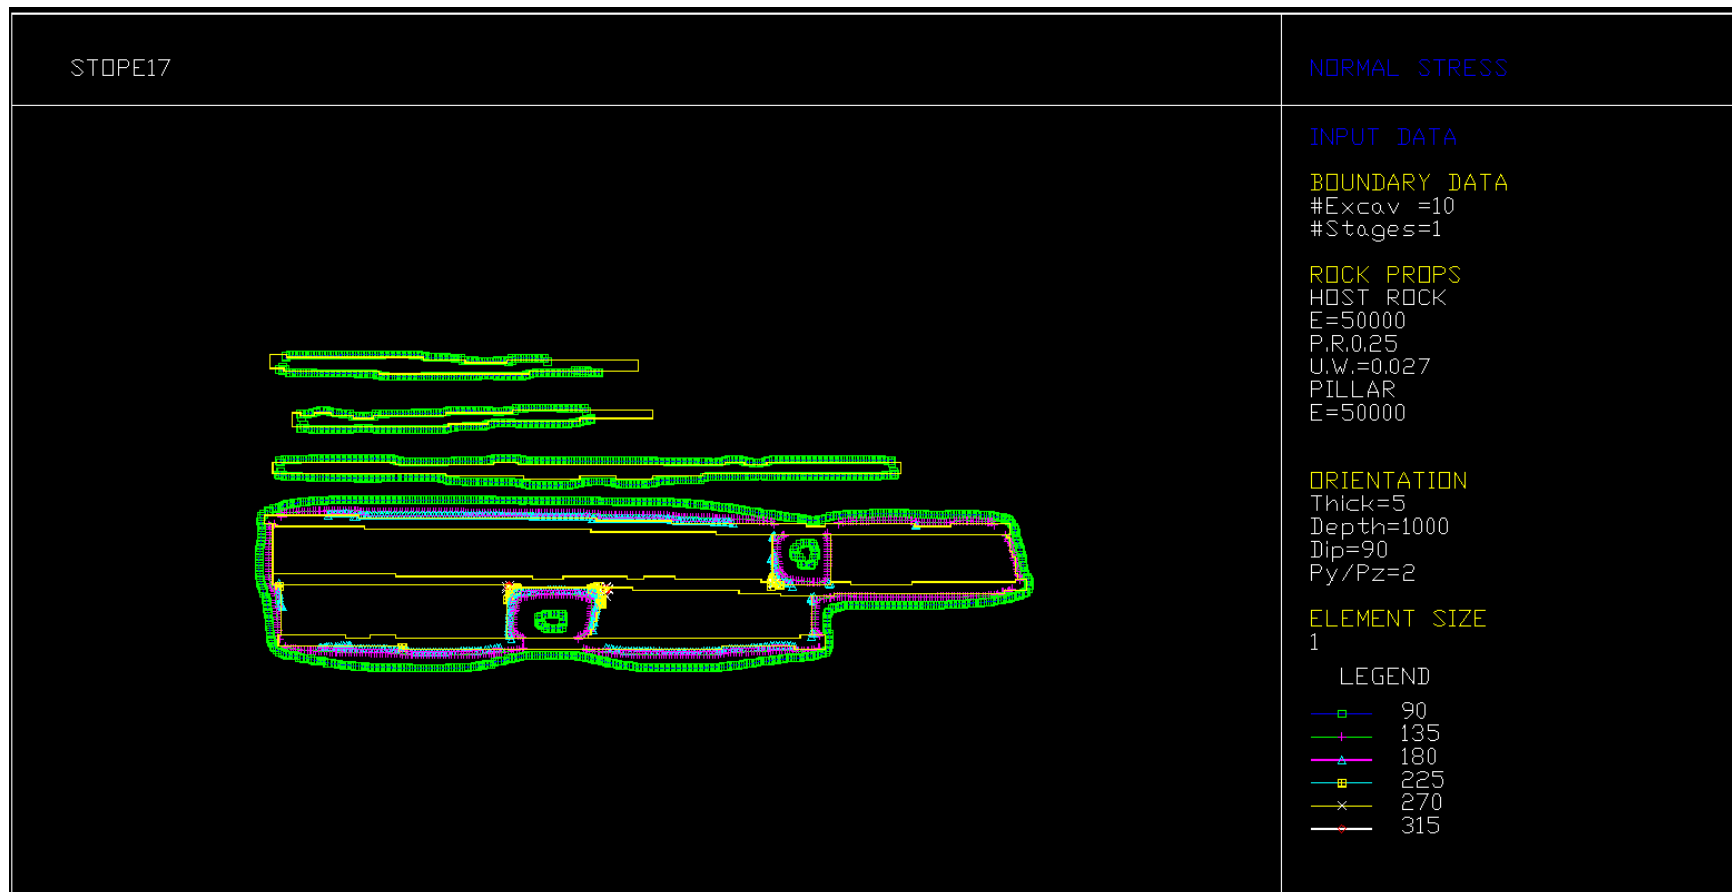 STOPE17
NORMAL STRESS
INPUT DATA
BOUNDARY DATA
#Excav =10
#Stages=1
ROCK PROPS
HOST ROCK
E=50000
P.R.0.25
U.W.=0.027
PILLAR
E=50000
ORIENTATION
Thick=5
Depth=1000
Dip=90
Py/Pz=2
ELEMENT SIZE
1
LEGEND
90
135
180
225
270
315